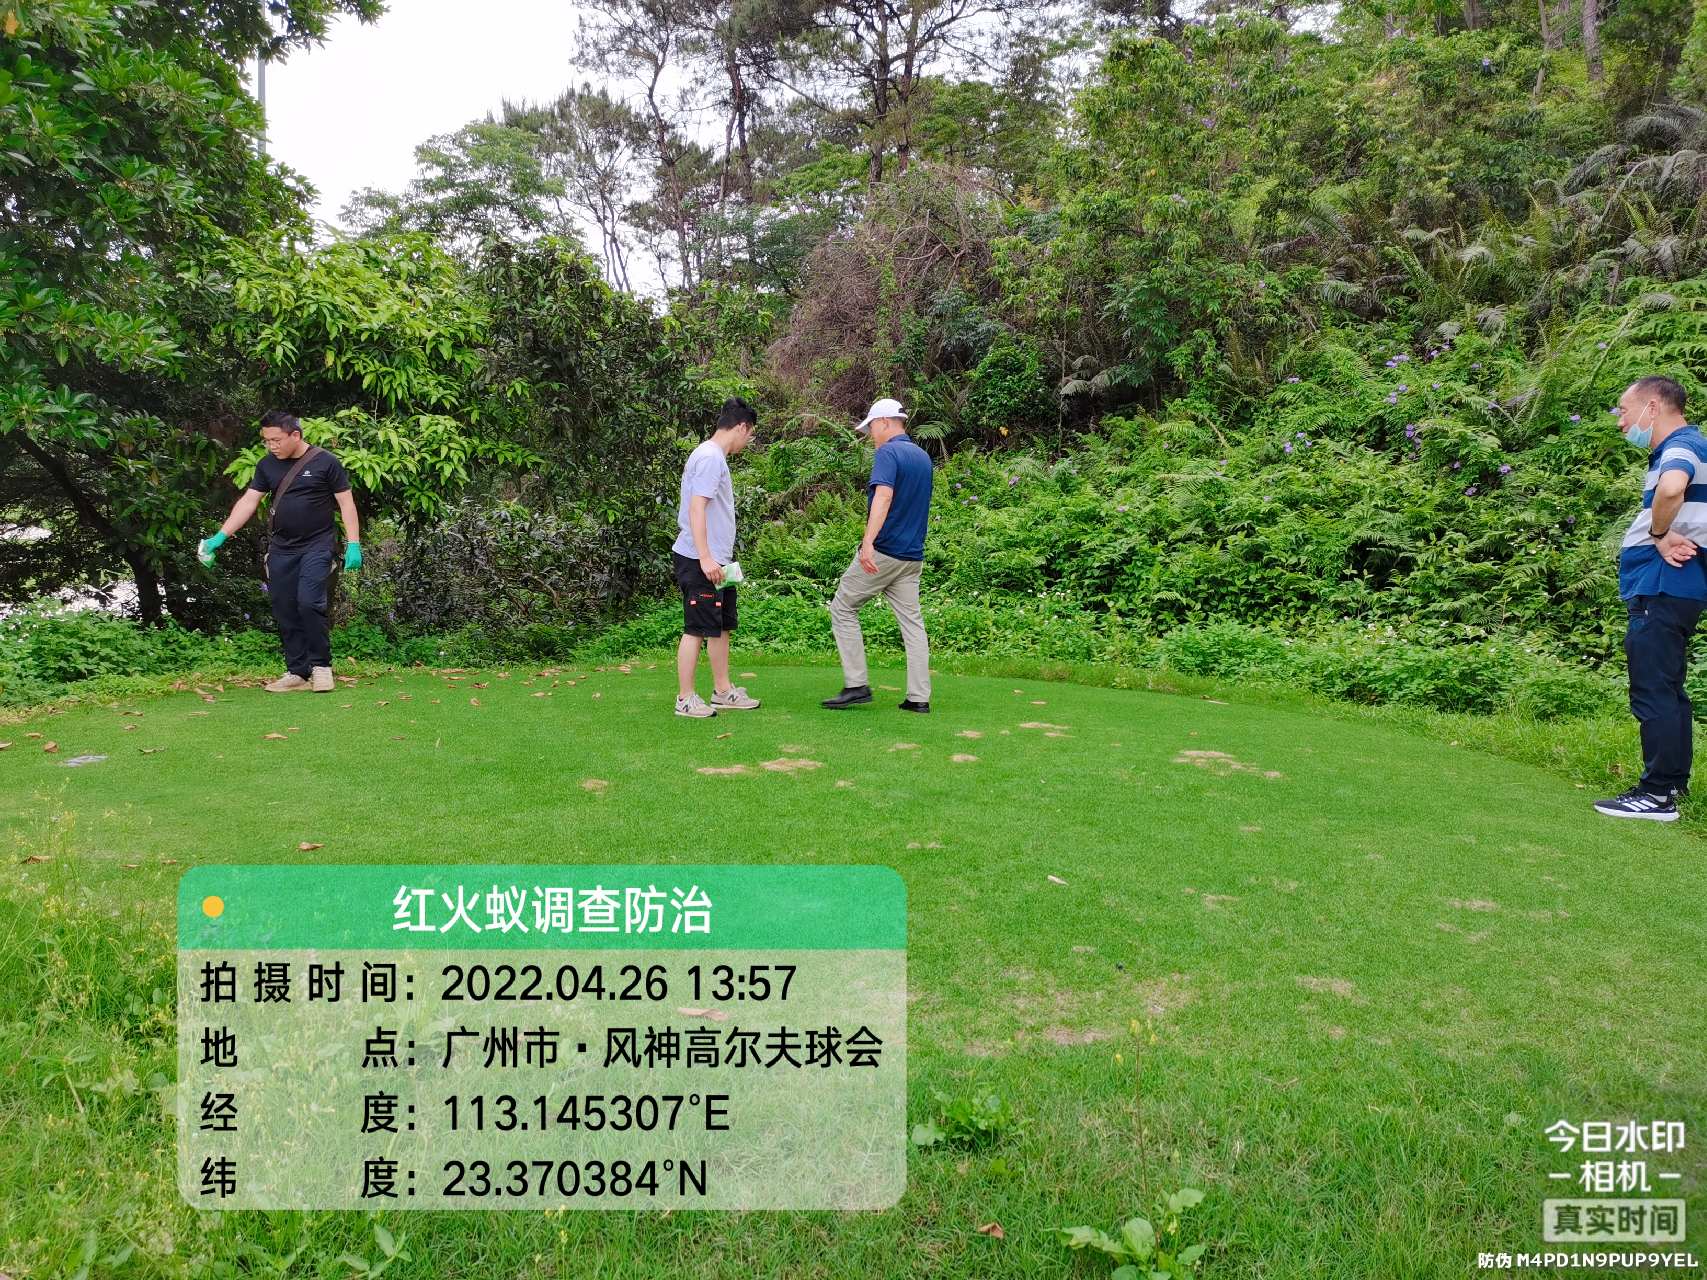 红火蚁调查防治
拍摄时间：2022.04.26 13:57
地点：广州市·风神高尔夫球会
经度：113.145307°E
纬度：23.370384°N
今日水印
-相机-
真实时间
防伪 M4PD1N9PUP9YEL